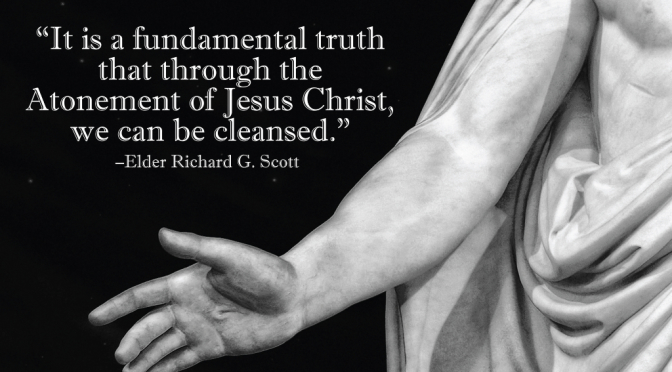 “It is a fundamental truth
that through the
Atonement of Jesus Christ,
we can be cleansed.”
–Elder Richard G. Scott